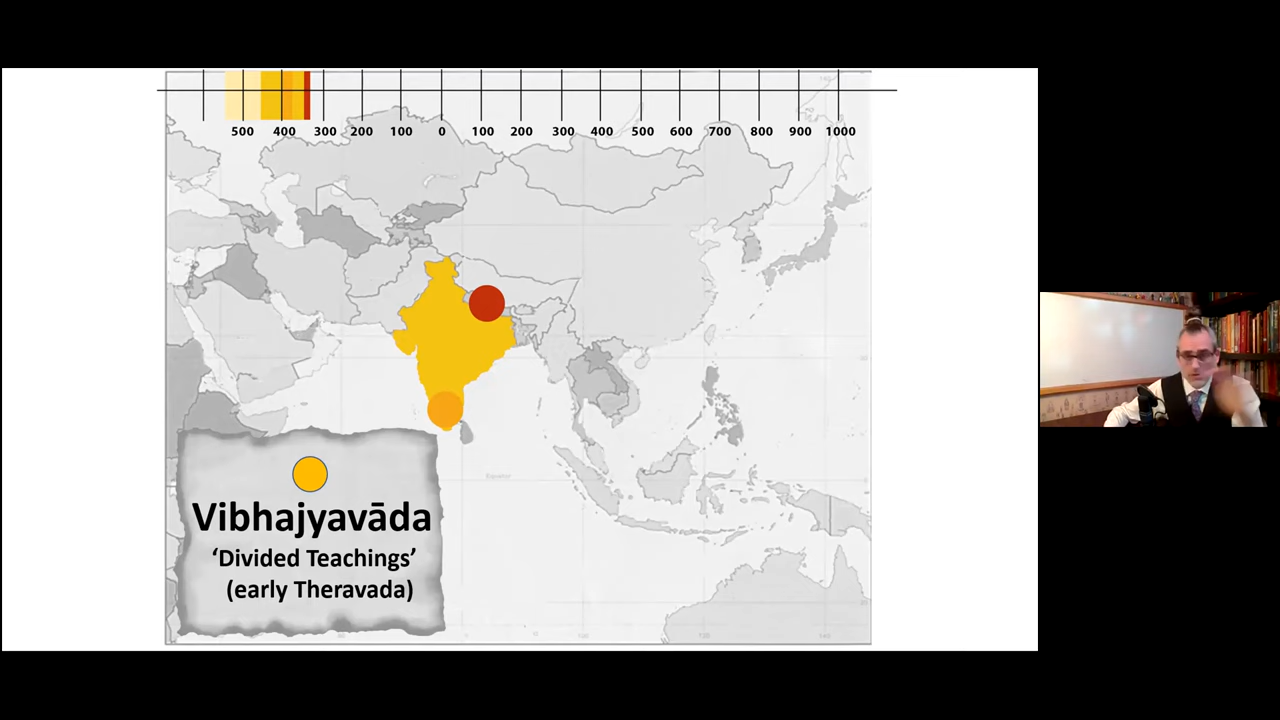 500 400 300 200 100 0 100 200 300 400 500 600 700 800 900 1000
Equator
Vibhajyavāda
‘Divided Teachings’
(early Theravada)